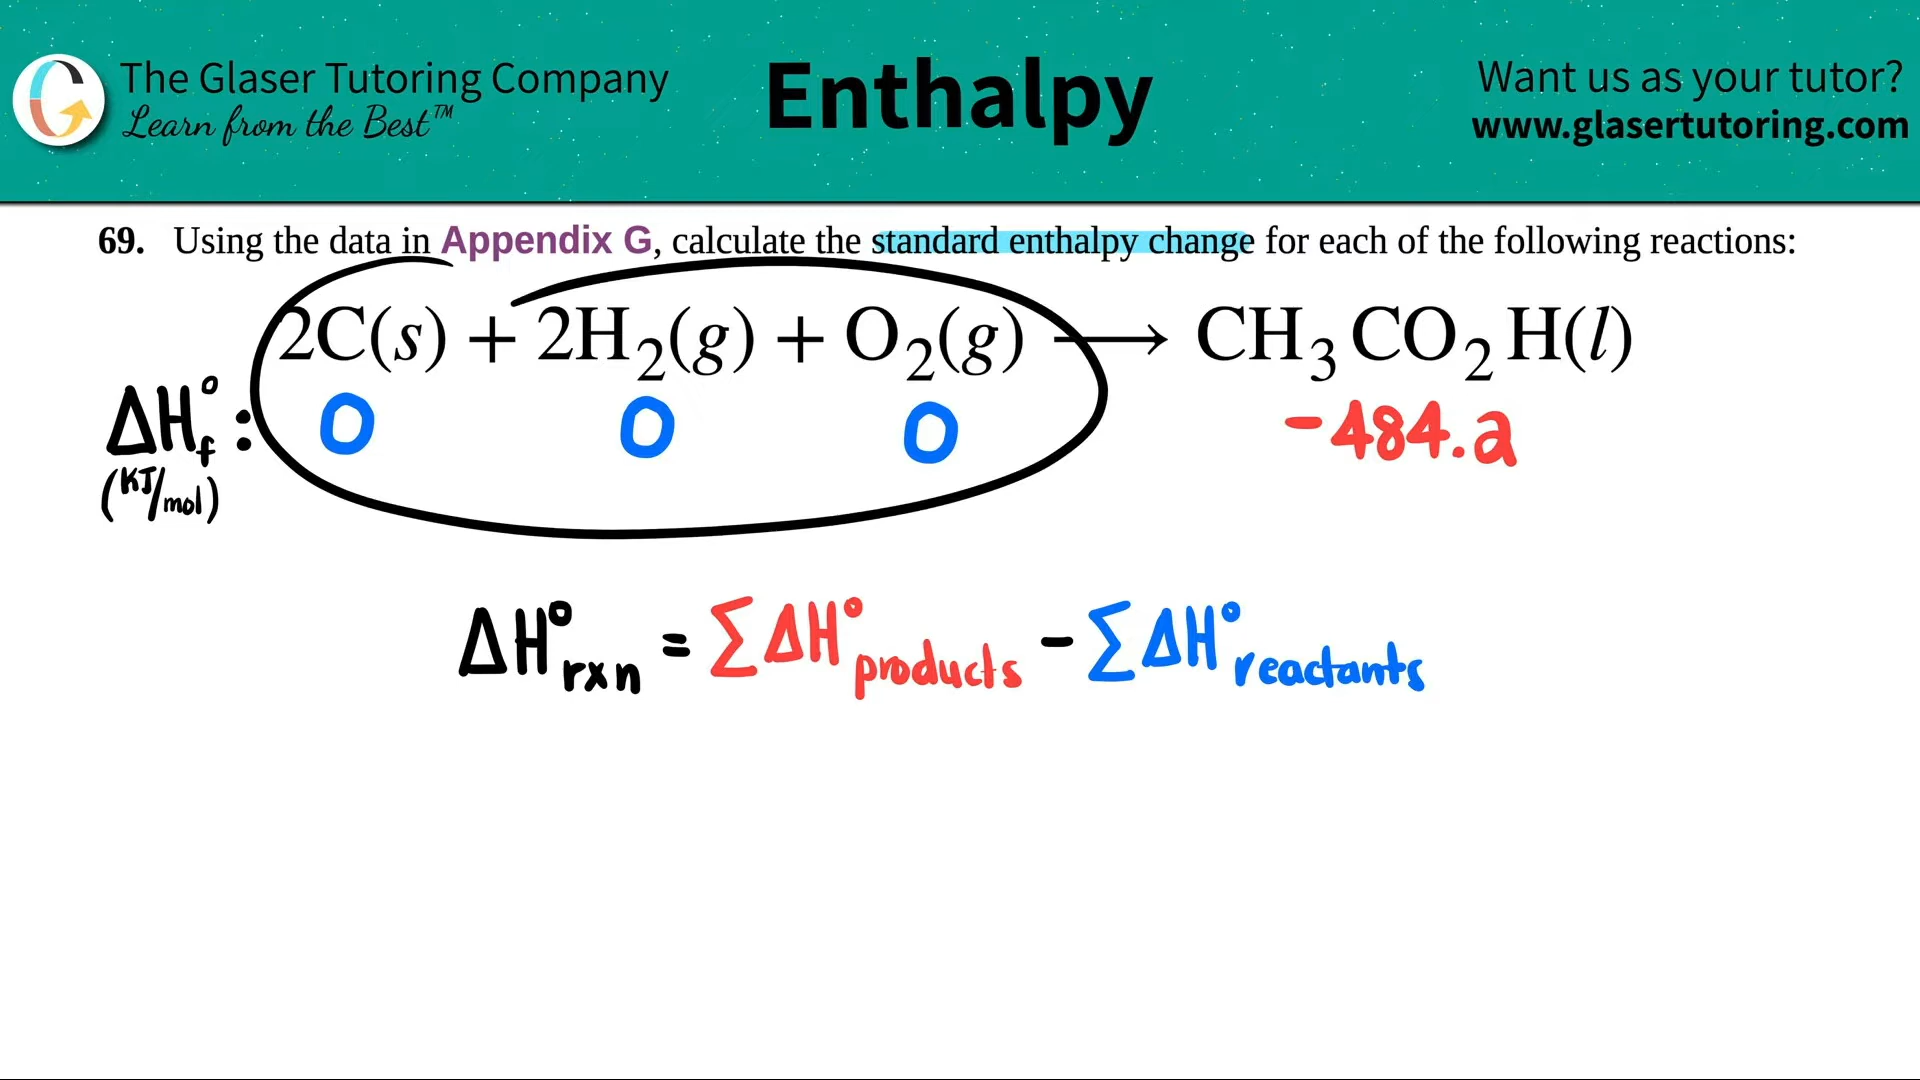 The Glaser Tutoring Company
Learn from the Best™
Enthalpy
Want us as your tutor?
www.glasertutoring.com
69. Using the data in Appendix G, calculate the standard enthalpy change for each of the following reactions:
2C(s) + 2H₂(g) + O₂(g) ⟶ CH₃CO₂H(l)
ΔH°f : 0 0 0 -484.2
(KJ/mol)
ΔH°rxn = ΣΔH°products - ΣΔH°reactants